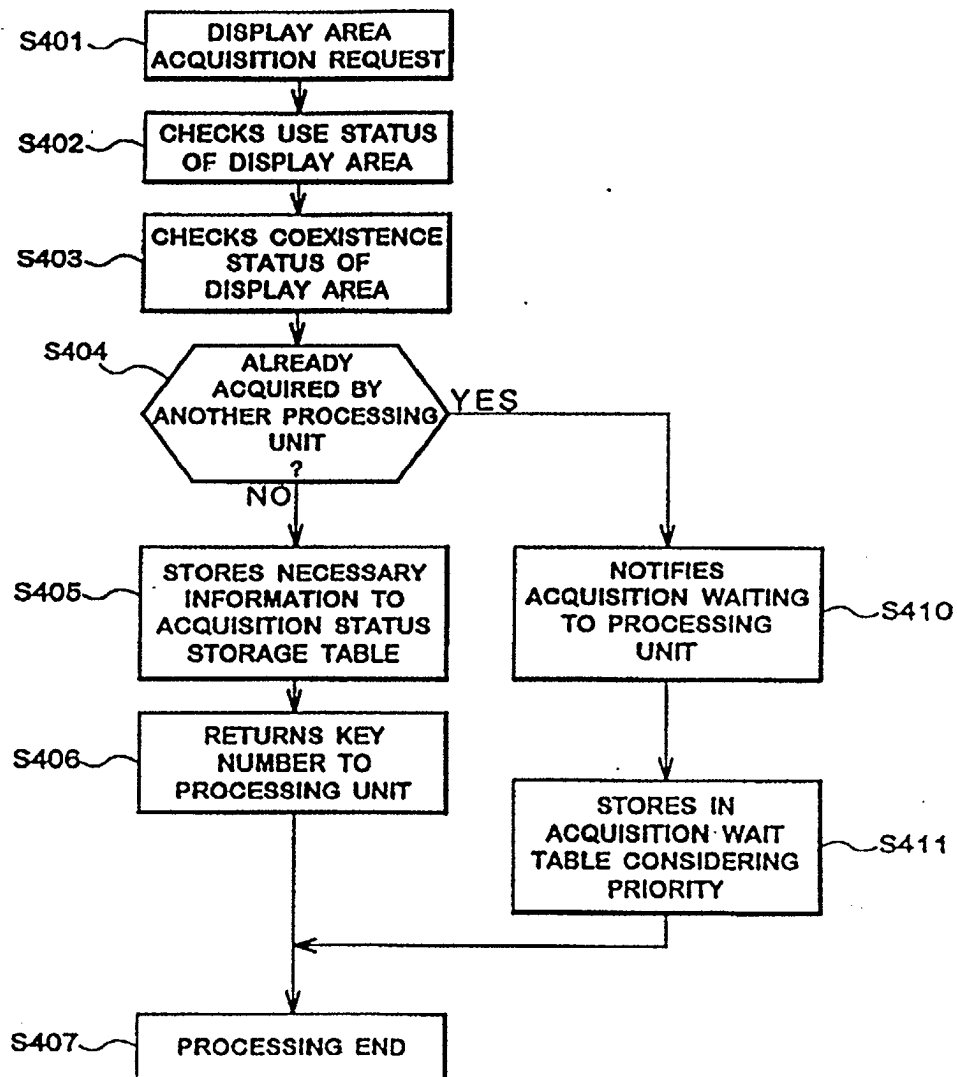 S401
DISPLAY AREA
ACQUISITION REQUEST
S402
CHECKS USE STATUS
OF DISPLAY AREA
S403
CHECKS COEXISTENCE
STATUS OF
DISPLAY AREA
S404
ALREADY
ACQUIRED BY
ANOTHER PROCESSING
UNIT
?
YES
NO
S405
STORES NECESSARY
INFORMATION TO
ACQUISITION STATUS
STORAGE TABLE
S406
RETURNS KEY
NUMBER TO
PROCESSING UNIT
NOTIFIES
ACQUISITION WAITING
TO PROCESSING
UNIT
S410
STORES IN
ACQUISITION WAIT
TABLE CONSIDERING
PRIORITY
S411
S407
PROCESSING END